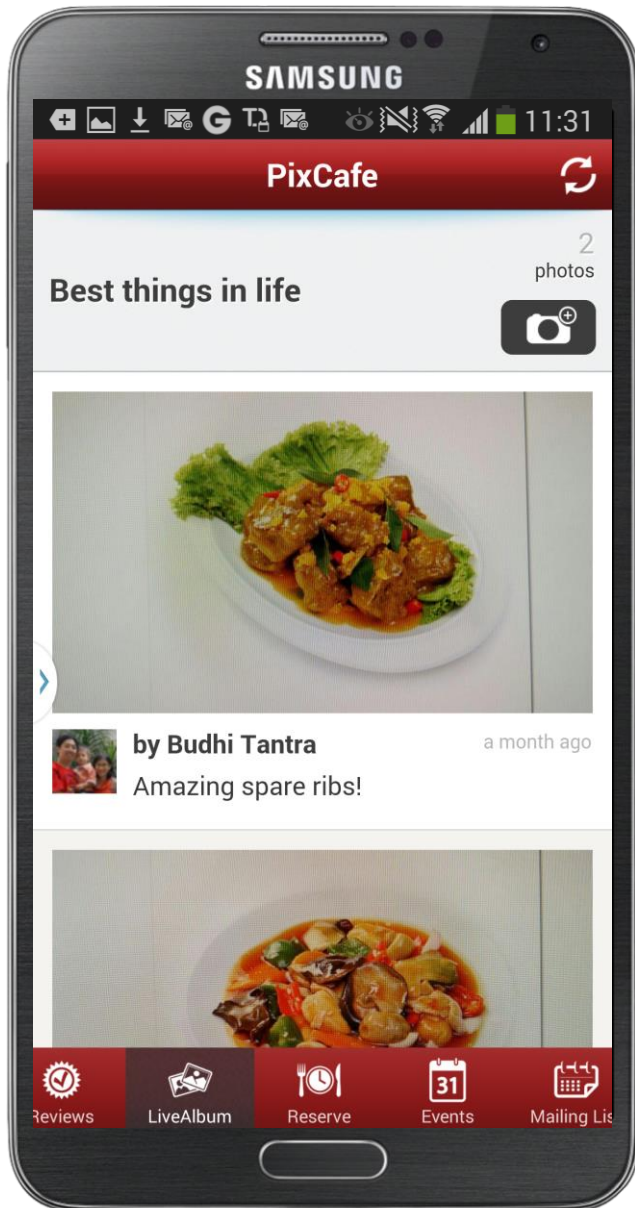 SAMSUNG
11:31
PixCafe
2
photos
Best things in life
by Budhi Tantra
a month ago
Amazing spare ribs!
Reviews
LiveAlbum
Reserve
31
Events
Mailing Lis